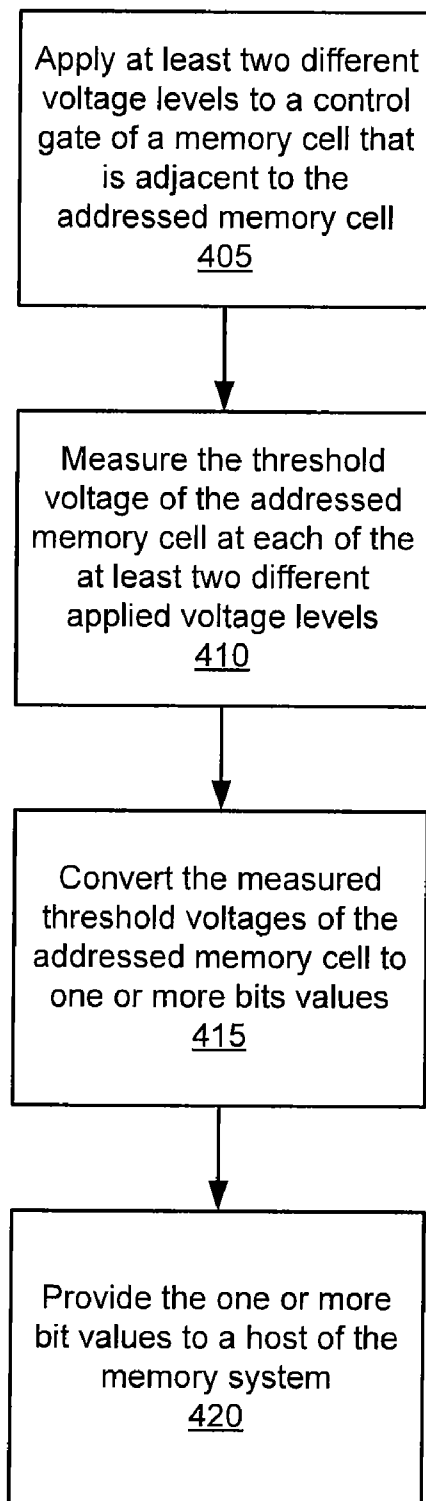 Apply at least two different
voltage levels to a control
gate of a memory cell that
is adjacent to the
addressed memory cell
405
Measure the threshold
voltage of the addressed
memory cell at each of the
at least two different
applied voltage levels
410
Convert the measured
threshold voltages of the
addressed memory cell to
one or more bits values
415
Provide the one or more
bit values to a host of the
memory system
420